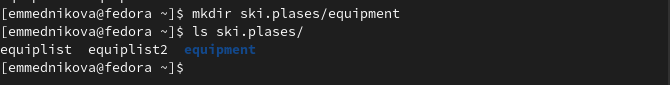 [emmednikova@fedora ~]$ mkdir ski.plases/equipment
[emmednikova@fedora ~]$ ls ski.plases/
equiplist  equiplist2  equipment
[emmednikova@fedora ~]$